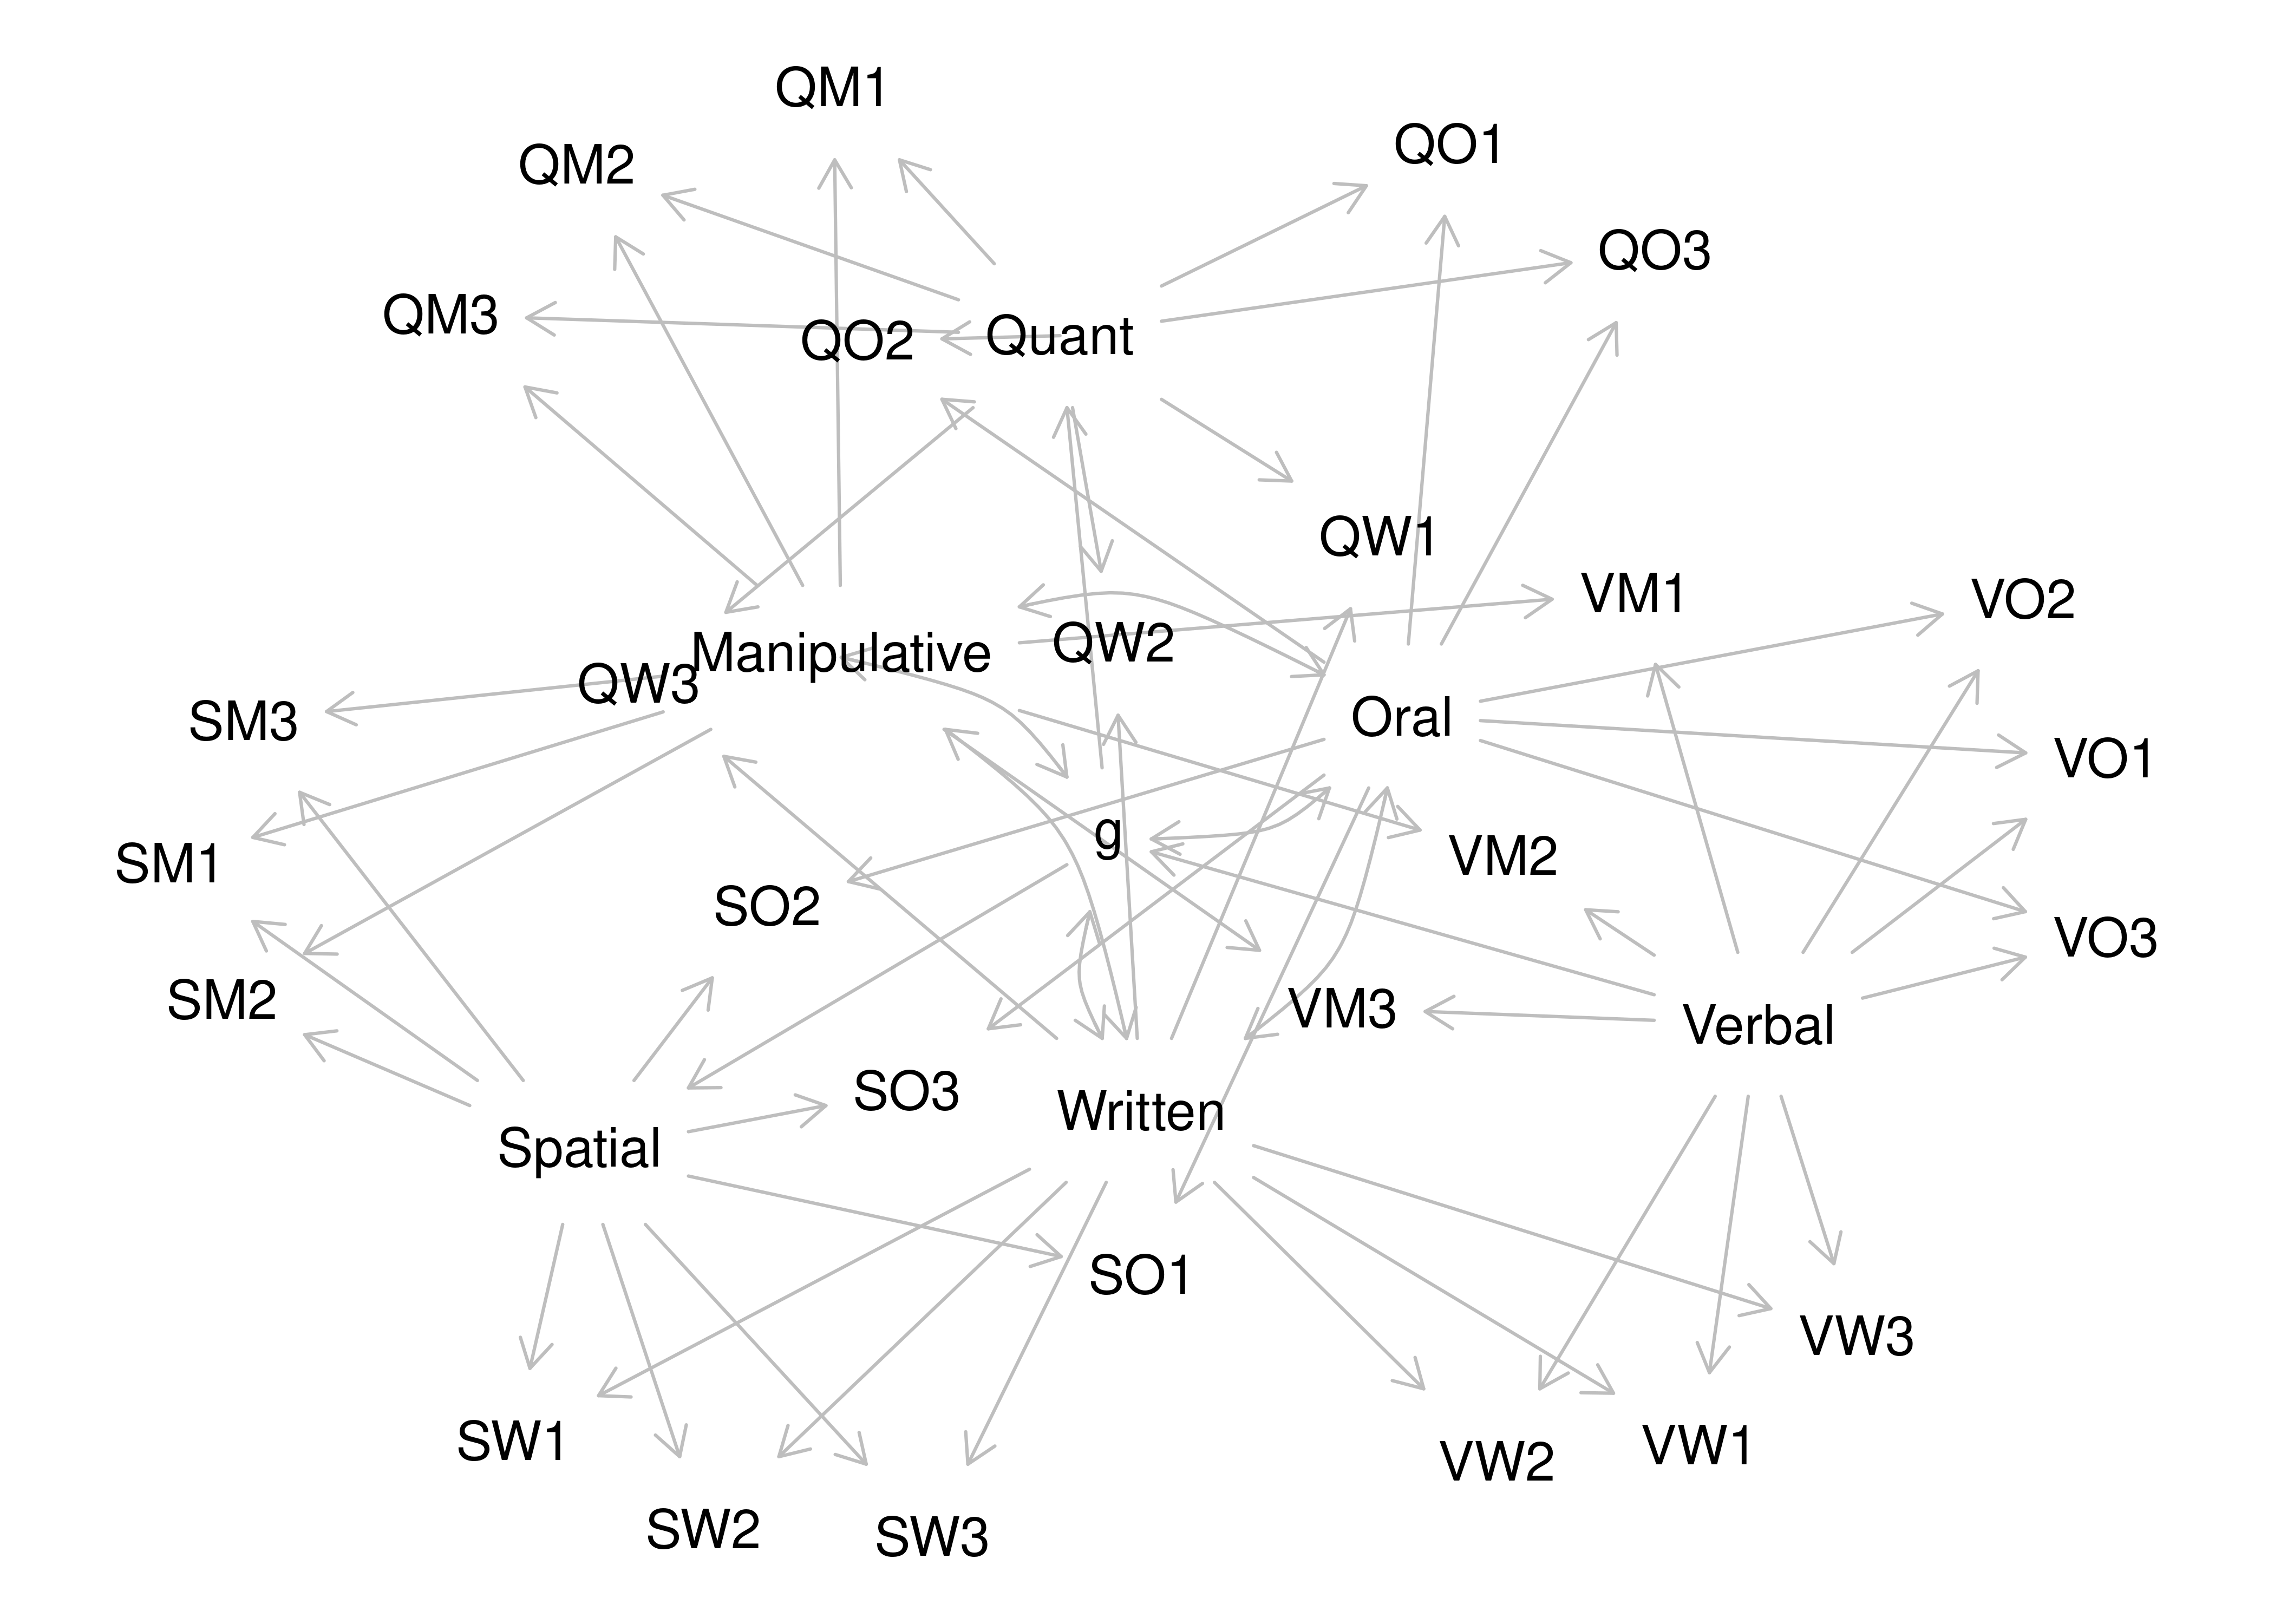 QM1
QO1
QM2
QO3
QM3
QO2
Quant
QW1
VM1
VO2
QW2
Manipulative
QW3
SM3
Oral
VO1
g
VM2
SM1
SO2
VO3
SM2
VM3
Verbal
SO3
Written
Spatial
SO1
VW3
SW1
VW1
VW2
SW2
SW3